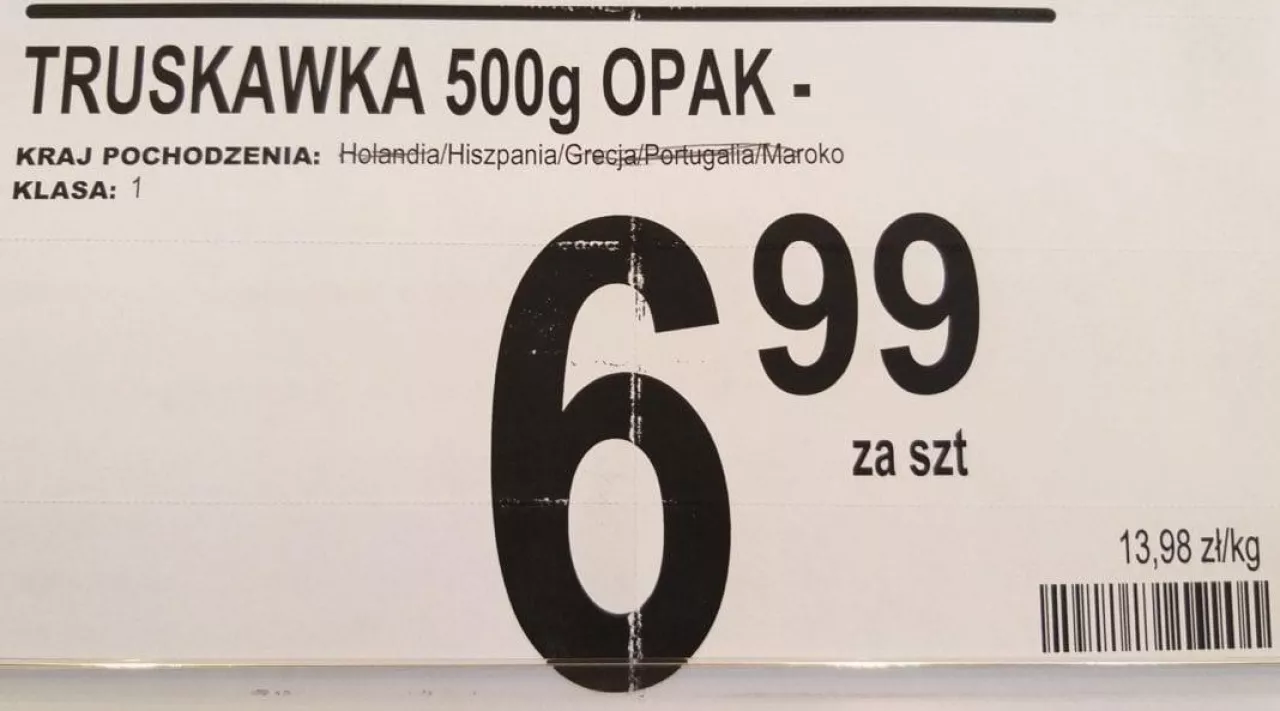 TRUSKAWKA 500g OPAK -
KRAJ POCHODZENIA: Holandia/Hiszpania/Grecja/Portugalia/Maroko
KLASA: 1
6 99
za szt
13,98 zł/kg